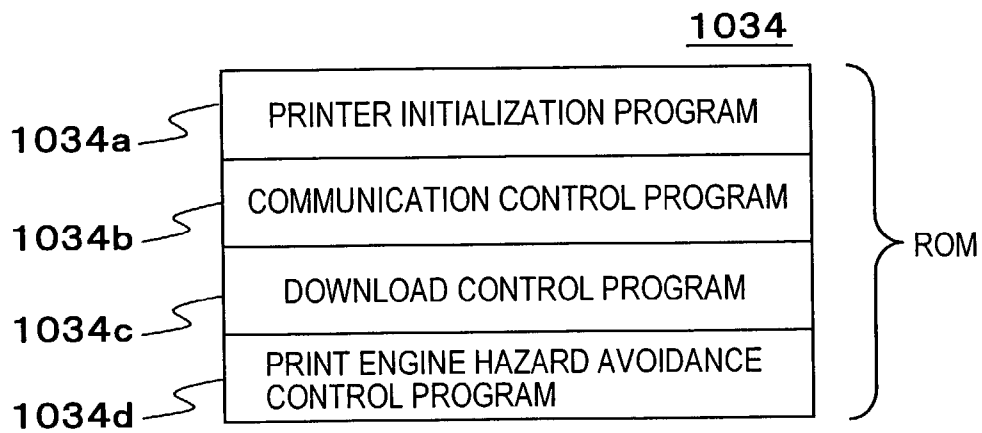 1034
1034a
PRINTER INITIALIZATION PROGRAM
1034b
COMMUNICATION CONTROL PROGRAM
ROM
1034c
DOWNLOAD CONTROL PROGRAM
1034d
PRINT ENGINE HAZARD AVOIDANCE
CONTROL PROGRAM